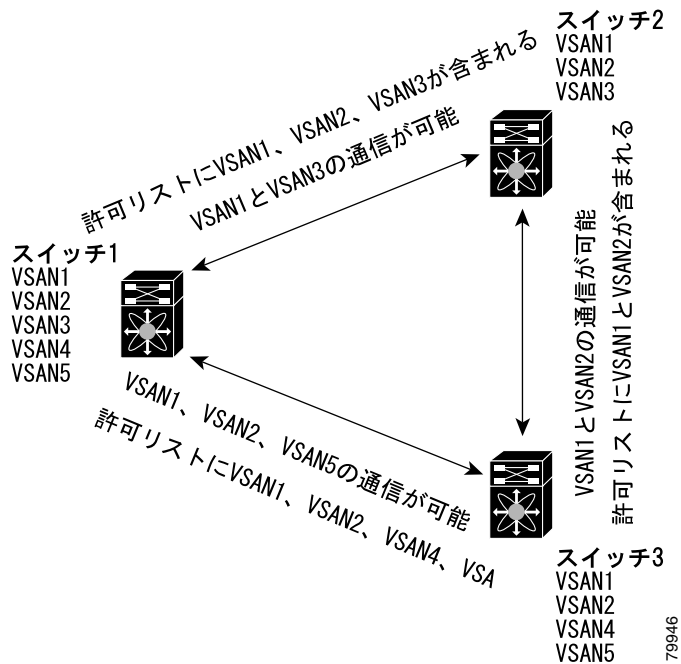 スイッチ2
VSAN1
VSAN2
VSAN3
許可リストにVSAN1、VSAN2、VSAN3が含まれる
VSAN1とVSAN3の通信が可能
スイッチ1
VSAN1
VSAN2
VSAN3
VSAN4
VSAN5
VSAN1とVSAN2の通信が可能
許可リストにVSAN1とVSAN2が含まれる
VSAN1、VSAN2、VSAN5の通信が可能
許可リストにVSAN1、VSAN2、VSAN4、VSA
スイッチ3
VSAN1
VSAN2
VSAN4
VSAN5
79946